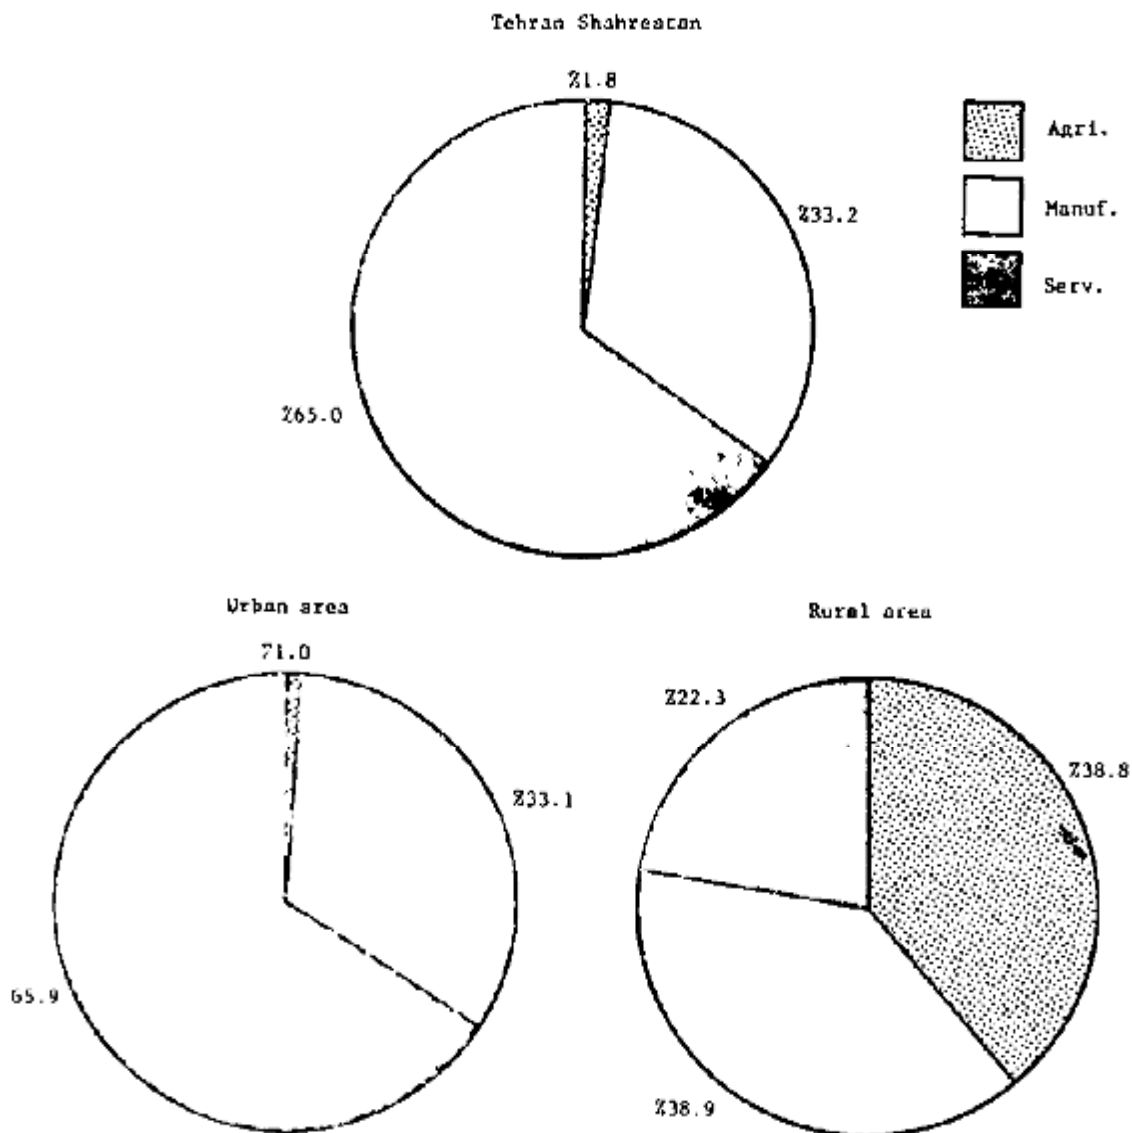 Tehran Shahrestan
%1.8
Agri.
%33.2
Manuf.
Serv.
%65.0
Urban area
%1.0
%33.1
65.9
Rural area
%22.3
%38.8
%38.9